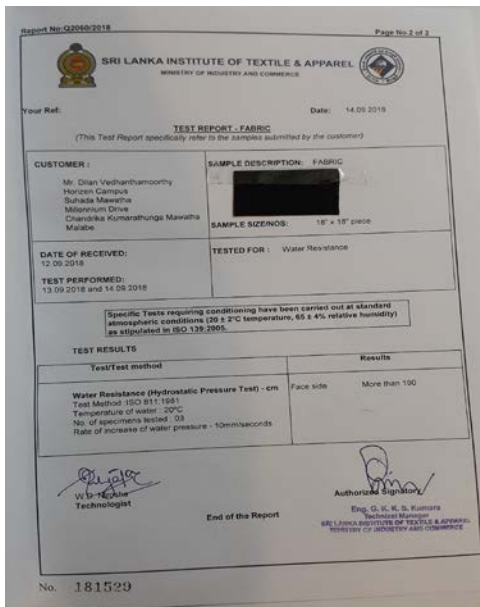 Report No:Q2060/2018
Page No.2 of 2
SRI LANKA INSTITUTE OF TEXTILE & APPAREL
MINISTRY OF INDUSTRY AND COMMERCE
Your Ref:
Date: 14.09.2018
TEST REPORT - FABRIC
(This Test Report specifically refer to the samples submitted by the customer)
CUSTOMER :
Mr. Dilan Vedhanthamoorthy
Horizen Campus
Suhada Mawatha
Millennium Drive
Chandrika Kumarathunge Mawatha
Malabe
SAMPLE DESCRIPTION: FABRIC
SAMPLE SIZE/NOS: 18" x 18" piece
DATE OF RECEIVED:
12.09.2018
TEST PERFORMED:
13.09.2018 and 14.09.2018
TESTED FOR : Water Resistance
Specific Tests requiring conditioning have been carried out at standard
atmospheric conditions (20 ± 2°C temperature, 65 ± 4% relative humidity)
as stipulated in ISO 139:2005.
TEST RESULTS
Test/Test method
Results
Water Resistance (Hydrostatic Pressure Test) - cm
Face side
More than 190
Test Method :ISO 811:1981
Temperature of water : 20°C
No. of specimens tested : 03
Rate of increase of water pressure - 10mm/seconds
Technologist
Authorized Signatory
Eng. G. K. K. S. Kumara
Technical Manager
SRI LANKA INSTITUTE OF TEXTILE & APPAREL
MINISTRY OF INDUSTRY AND COMMERCE
End of the Report
No. 181529